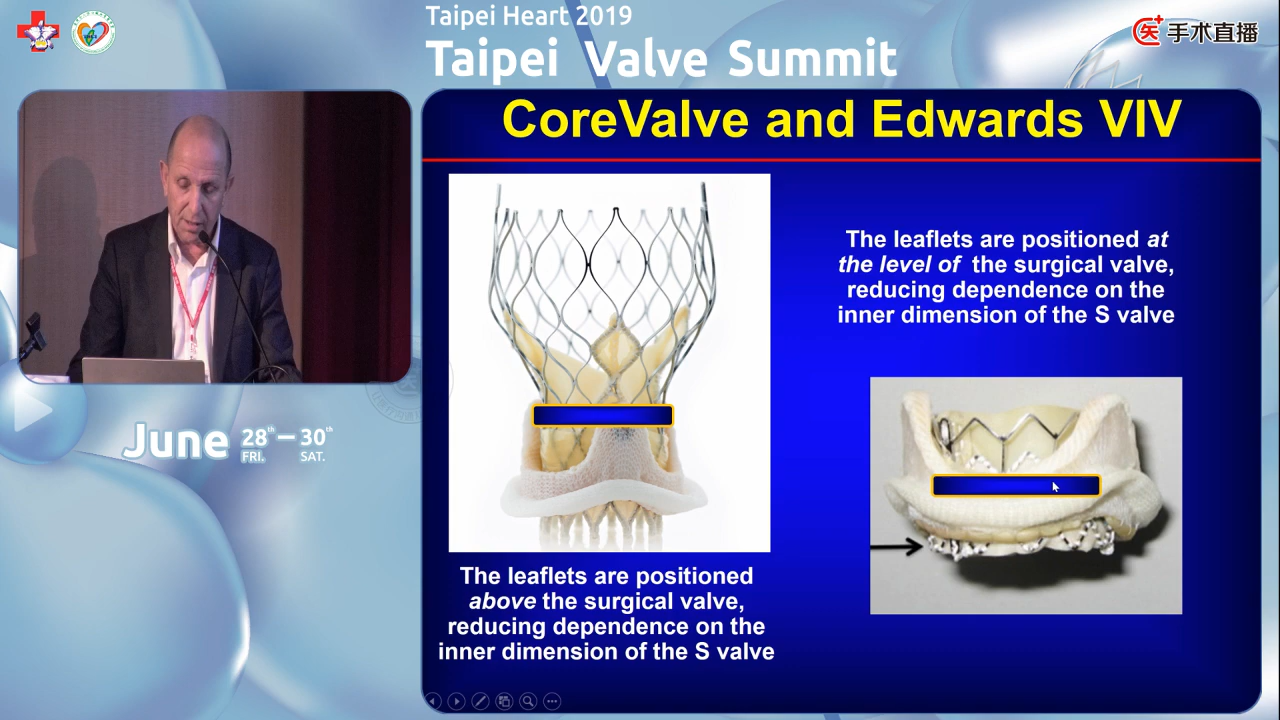 Taipei Heart 2019
Taipei Valve Summit
手术直播
CoreValve and Edwards VIV
The leaflets are positioned at
the level of the surgical valve,
reducing dependence on the
inner dimension of the S valve
The leaflets are positioned
above the surgical valve,
reducing dependence on the
inner dimension of the S valve
June 28th – 30th
FRI. SAT.